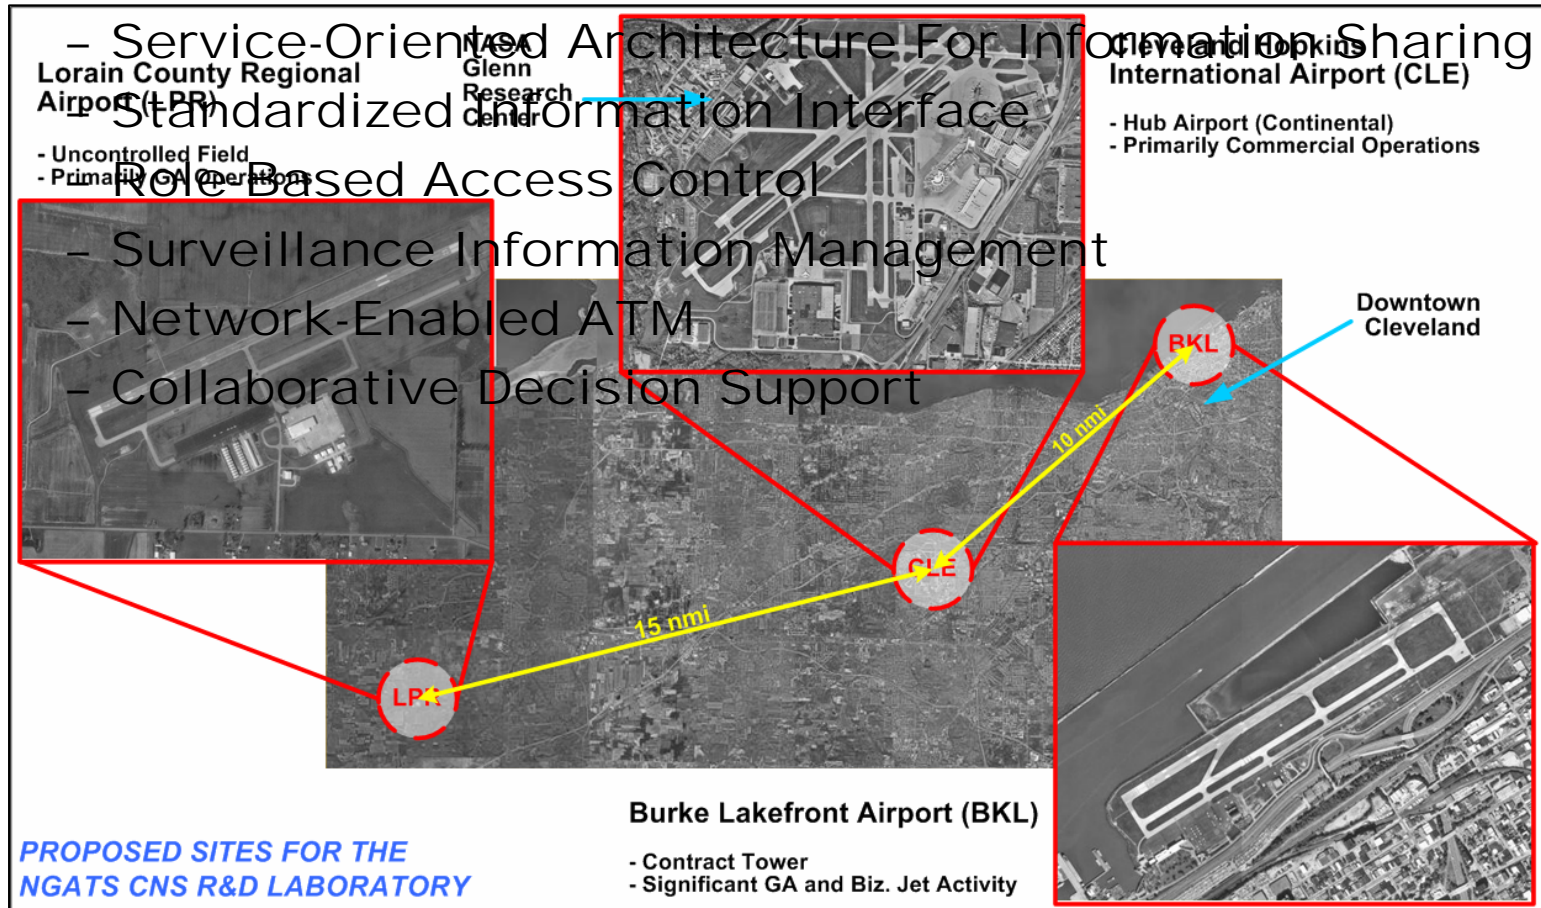 – Service-Oriented Architecture For Information Sharing
– Standardized Information Interface
– Role-Based Access Control
– Surveillance Information Management
– Network-Enabled ATM
– Collaborative Decision Support
Lorain County Regional
Airport (LPR)
- Uncontrolled Field
- Primarily GA Operations
NASA
Glenn
Research
Center
Cleveland Hopkins
International Airport (CLE)
- Hub Airport (Continental)
- Primarily Commercial Operations
Downtown
Cleveland
BKL
10 nmi
CLE
15 nmi
LPR
Burke Lakefront Airport (BKL)
- Contract Tower
- Significant GA and Biz. Jet Activity
PROPOSED SITES FOR THE
NGATS CNS R&D LABORATORY